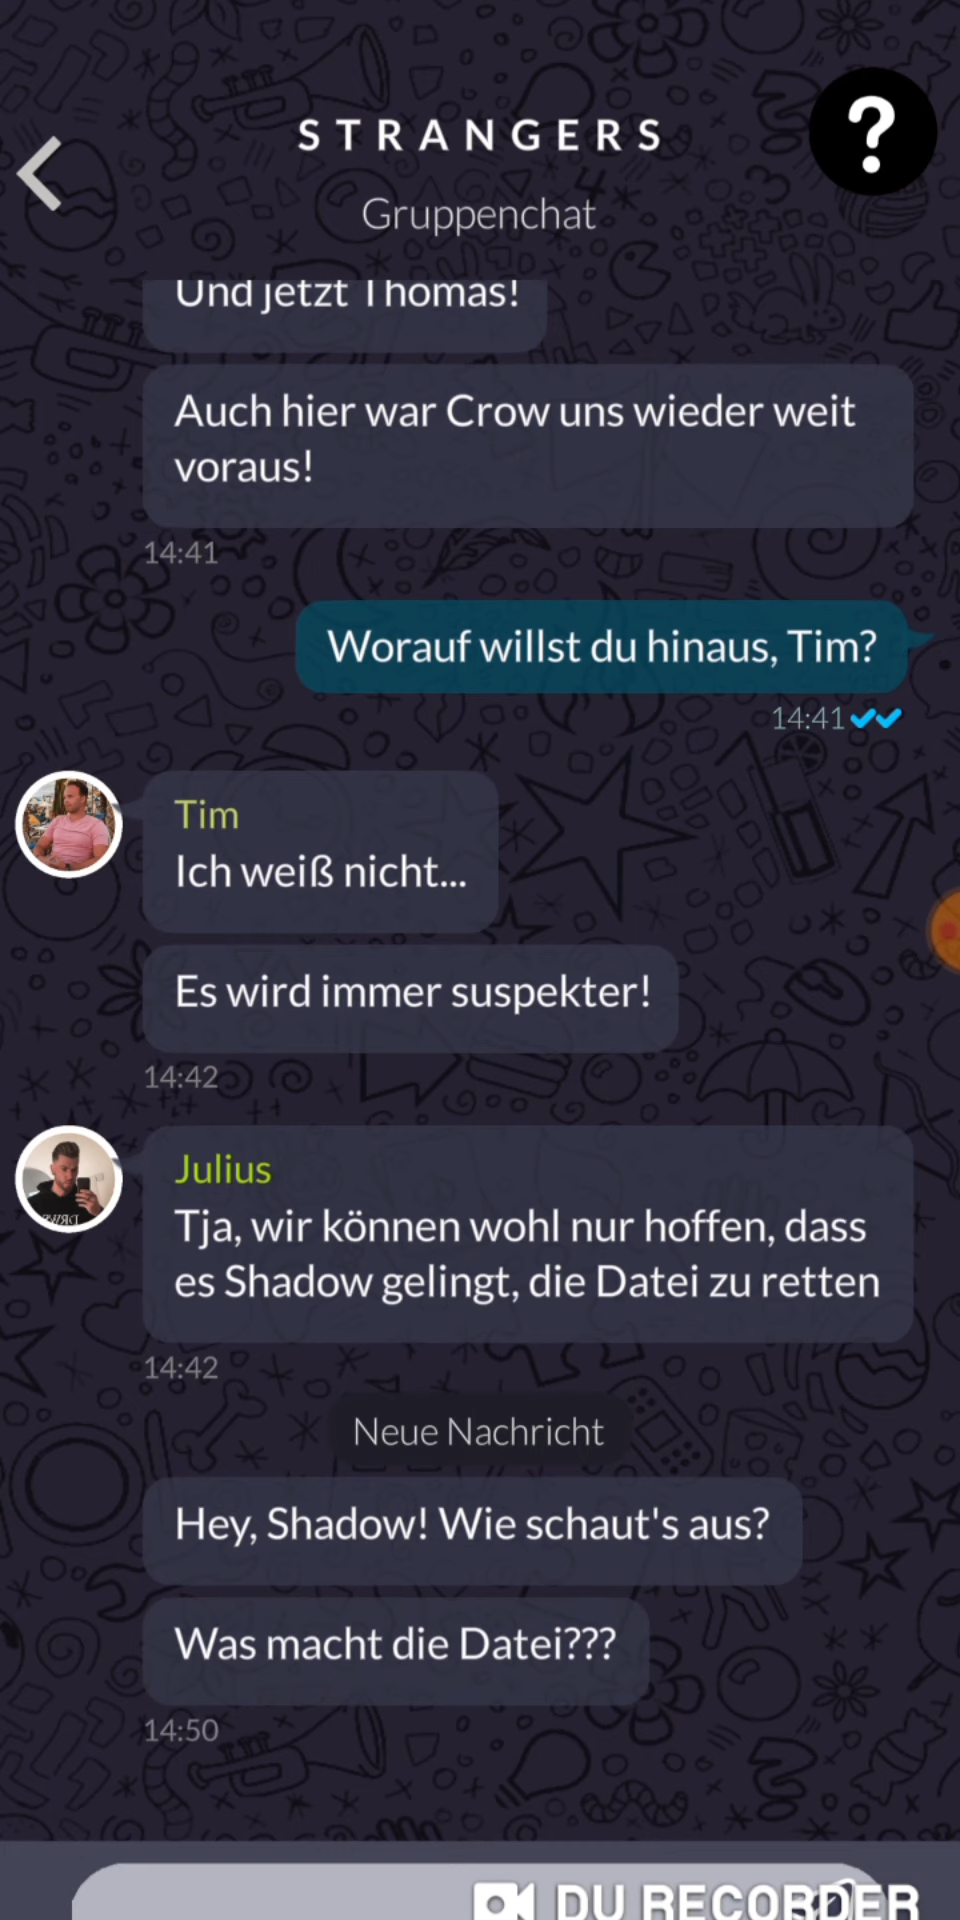 STRANGERS
Gruppenchat
Und jetzt Thomas!
Auch hier war Crow uns wieder weit
voraus!
14:41
Worauf willst du hinaus, Tim?
14:41
Tim
Ich weiß nicht...
Es wird immer suspekter!
14:42
Julius
Tja, wir können wohl nur hoffen, dass
es Shadow gelingt, die Datei zu retten
14:42
Neue Nachricht
Hey, Shadow! Wie schaut's aus?
Was macht die Datei???
14:50
DU RECORDER